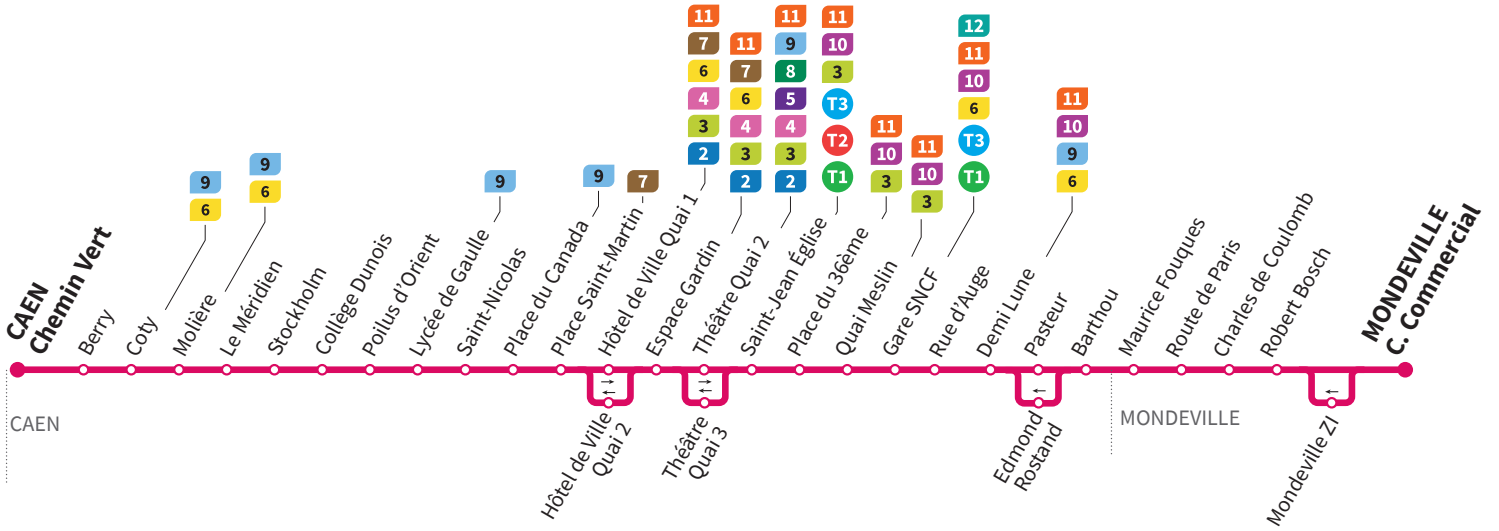 CAEN
Chemin Vert
Berry
Coty
9
6
Molière
9
6
Le Méridien
Stockholm
Collège Dunois
Poilus d'Orient
Lycée de Gaulle
9
Saint-Nicolas
Place du Canada
9
Place Saint-Martin
7
Hôtel de Ville Quai 1
11
7
6
4
3
2
Espace Gardin
11
7
6
4
3
2
Théâtre Quai 2
11
9
8
5
4
3
2
Saint-Jean Église
11
10
3
T3
T2
T1
Place du 36ème
11
10
3
Quai Meslin
11
10
3
Gare SNCF
12
11
10
6
T3
T1
Rue d'Auge
Demi Lune
11
10
9
6
Pasteur
Barthou
Maurice Fouques
Route de Paris
Charles de Coulomb
Robert Bosch
MONDEVILLE
C. Commercial
CAEN
Hôtel de Ville
Quai 2
Théâtre
Quai 3
Edmond
Rostand
MONDEVILLE
Mondeville ZI